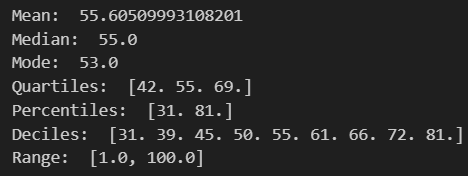 Mean:  55.60509993108201
Median:  55.0
Mode:  53.0
Quartiles:  [42. 55. 69.]
Percentiles:  [31. 81.]
Deciles:  [31. 39. 45. 50. 55. 61. 66. 72. 81.]
Range:  [1.0, 100.0]